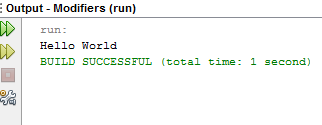 Output - Modifiers (run)
run:
Hello World
BUILD SUCCESSFUL (total time: 1 second)